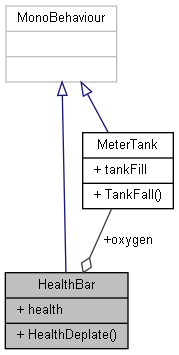 MonoBehaviour
MeterTank
+ tankFill
+ TankFall()
+oxygen
HealthBar
+ health
+ HealthDeplate()